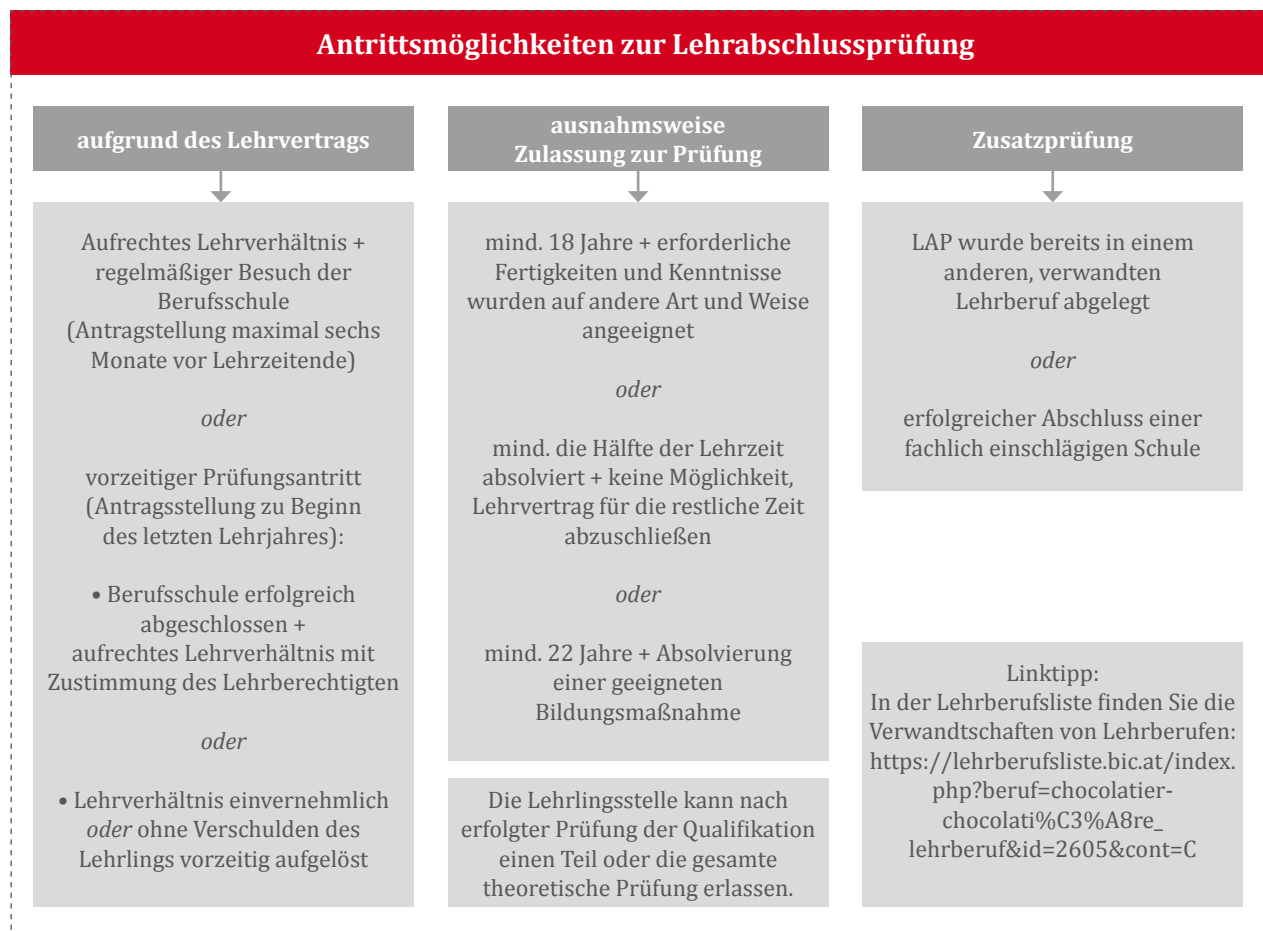 Antrittsmöglichkeiten zur Lehrabschlussprüfung
aufgrund des Lehrvertrags
Aufrechtes Lehrverhältnis +
regelmäßiger Besuch der
Berufsschule
(Antragstellung maximal sechs
Monate vor Lehrzeitende)
oder
vorzeitiger Prüfungsantritt
(Antragsstellung zu Beginn
des letzten Lehrjahres):
• Berufsschule erfolgreich
abgeschlossen +
aufrechtes Lehrverhältnis mit
Zustimmung des Lehrberechtigten
oder
• Lehrverhältnis einvernehmlich
oder ohne Verschulden des
Lehrlings vorzeitig aufgelöst
ausnahmsweise
Zulassung zur Prüfung
mind. 18 Jahre + erforderliche
Fertigkeiten und Kenntnisse
wurden auf andere Art und Weise
angeeignet
oder
mind. die Hälfte der Lehrzeit
absolviert + keine Möglichkeit,
Lehrvertrag für die restliche Zeit
abzuschließen
oder
mind. 22 Jahre + Absolvierung
einer geeigneten
Bildungsmaßnahme
Die Lehrlingsstelle kann nach
erfolgter Prüfung der Qualifikation
einen Teil oder die gesamte
theoretische Prüfung erlassen.
Zusatzprüfung
LAP wurde bereits in einem
anderen, verwandten
Lehrberuf abgelegt
oder
erfolgreicher Abschluss einer
fachlich einschlägigen Schule
Linktipp:
In der Lehrberufsliste finden Sie die
Verwandtschaften von Lehrberufen:
https://lehrberufsliste.bic.at/index.
php?beruf=chocolatier-
chocolati%C3%A8re_
lehrberuf&id=2605&cont=C